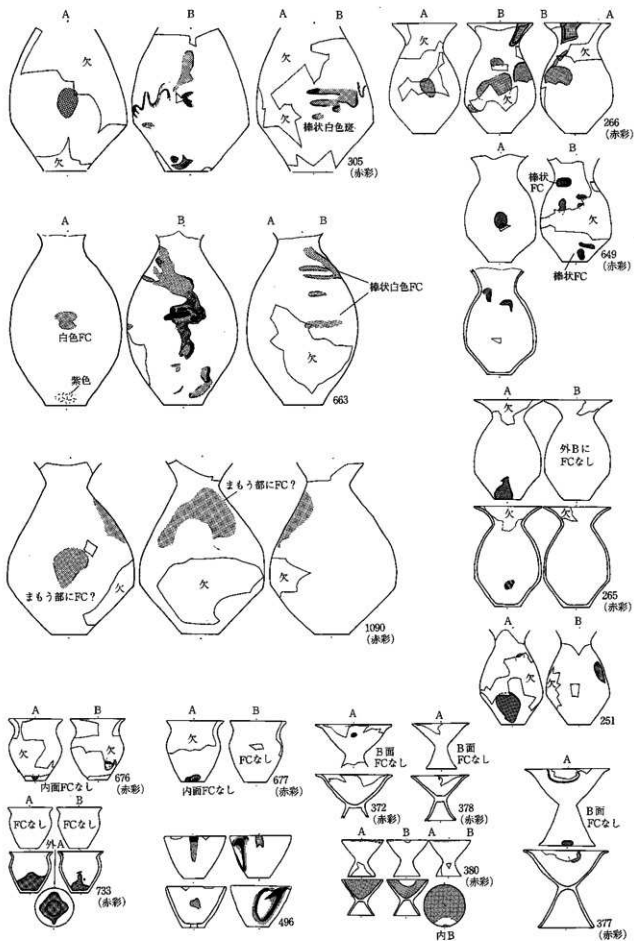 A
B
A B
欠
欠
欠
棒状白色斑
305
(赤彩)
A
B
B A
欠
欠
欠
266
(赤彩)
A
B
棒状
FC
欠
棒状FC
649
(赤彩)
A
B
A B
白色FC
紫色
棒状白色FC
欠
663
A
B
欠
外Bに
FCなし
欠
欠
265
(赤彩)
まもう部にFC?
欠
まもう部にFC?
欠
欠
1090
(赤彩)
A
B
欠
欠
251
A
B
欠
欠
内面FCなし
676
(赤彩)
A
B
欠
FCなし
内面FCなし
677
(赤彩)
A
B面
FCなし
372
(赤彩)
A
B面
FCなし
378
(赤彩)
A
B面
FCなし
377
(赤彩)
A
B
FCなし
FCなし
外A
733
(赤彩)
496
A
B
A B
380
(赤彩)
内B